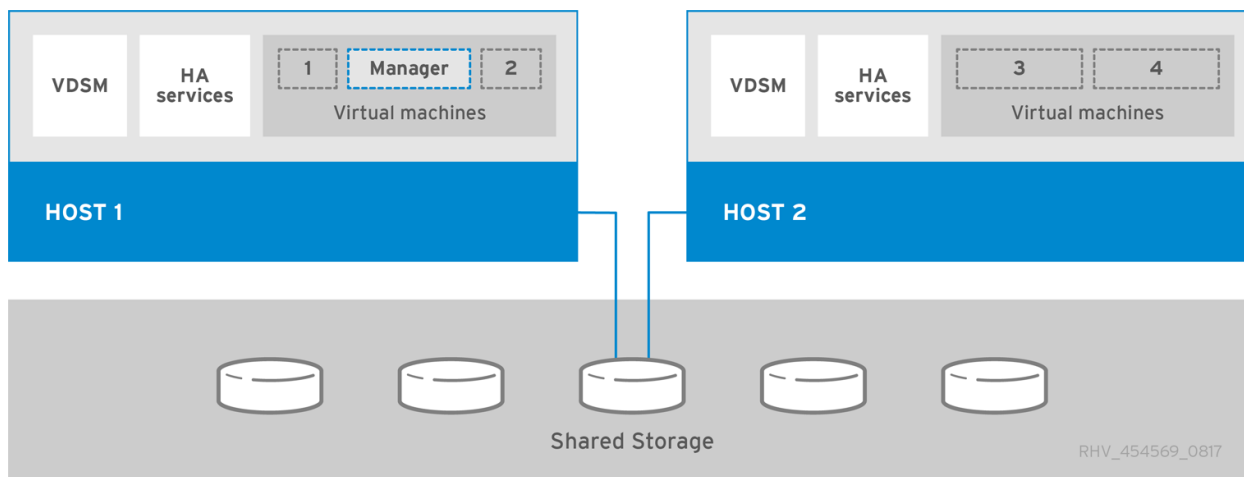 VDSM
HA
services
1
Manager
2
Virtual machines
HOST 1
VDSM
HA
services
3
4
Virtual machines
HOST 2
Shared Storage
RHV_454569_0817